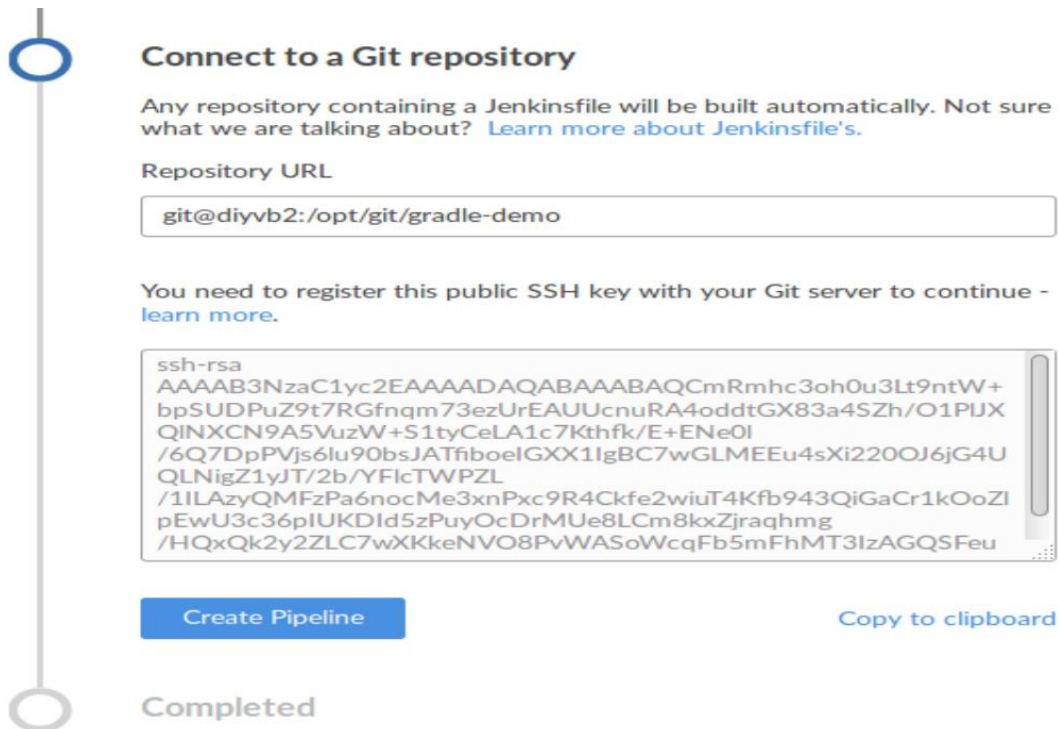 Connect to a Git repository
Any repository containing a Jenkinsfile will be built automatically. Not sure
what we are talking about? Learn more about Jenkinsfile's.
Repository URL
git@diyvb2:/opt/git/gradle-demo
You need to register this public SSH key with your Git server to continue -
learn more.
ssh-rsa
AAAAB3NzaC1yc2EAAAADAQABAAABAQCmRmhc3oh0u3Lt9ntW+
bpSUDPuZ9t7RGfnqm73ezUrEAUUcnuRA4oddtGX83a4SZh/O1PIJX
QINXCN9A5VuzW+S1tyCeLA1c7Kthfk/E+ENe0l
/6Q7DpPVjs6lu90bsJATfiboeIGXX1IgBC7wGLMEEu4sXi220OJ6jG4U
QLNigZ1yJT/2b/YFIcTWPZL
/1ILAzyQMFzPa6nocMe3xnPxc9R4Ckfe2wiuT4Kfb943QiGaCr1kOoZI
pEwU3c36pIUKDId5zPuyOcDrMUe8LCm8kxZjraqhmg
/HQxQk2y2ZLC7wXKkeNVO8PvWASoWcqFb5mFhMT3IzAGQSFeu
Create Pipeline
Copy to clipboard
Completed